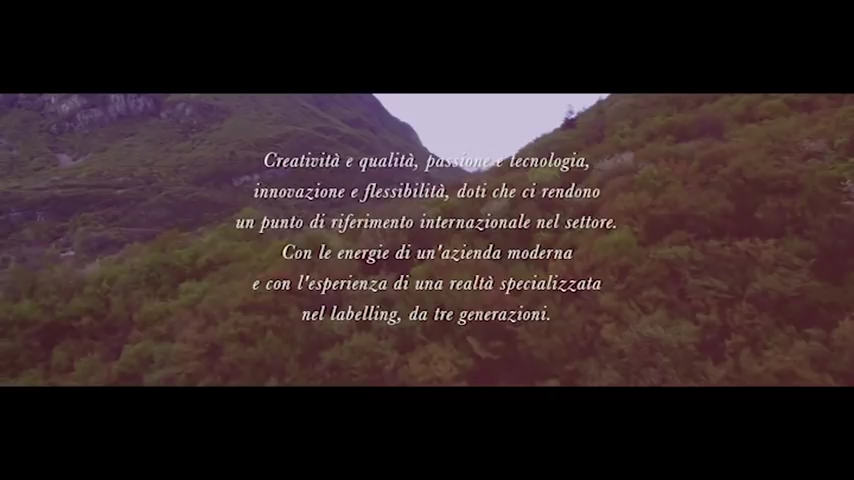 Creatività e qualità, passione e tecnologia,
innovazione e flessibilità, doti che ci rendono
un punto di riferimento internazionale nel settore.
Con le energie di un'azienda moderna
e con l'esperienza di una realtà specializzata
nel labelling, da tre generazioni.